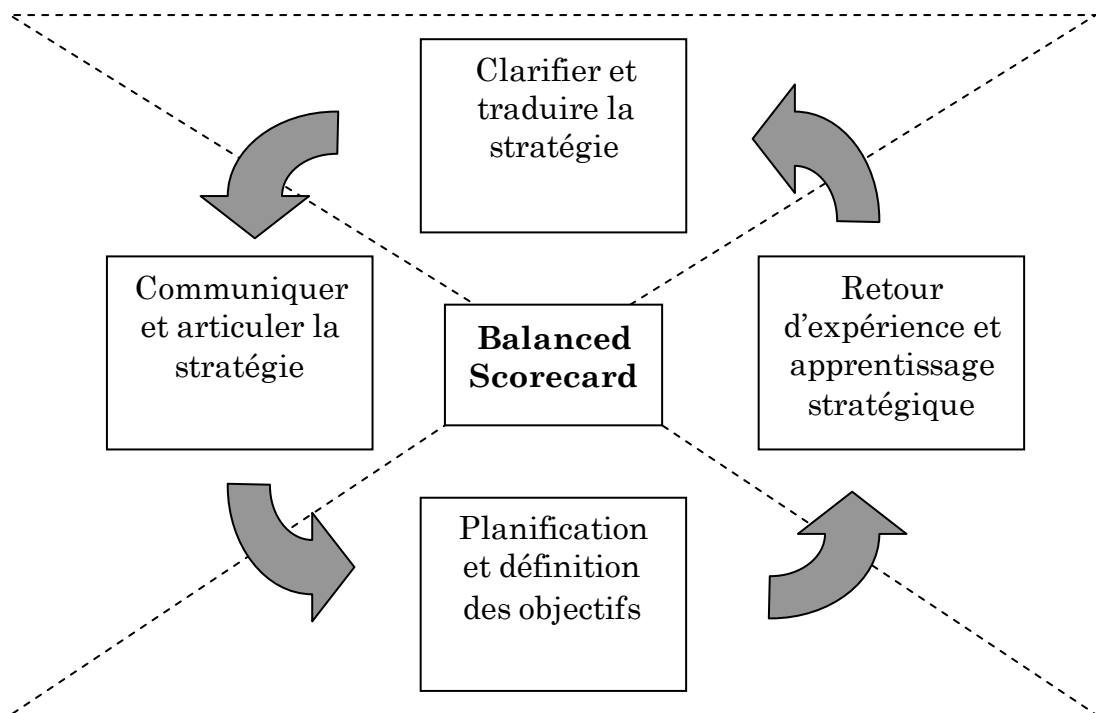 Clarifier et
traduire la
stratégie
Communiquer
et articuler la
stratégie
Balanced
Scorecard
Retour
d’expérience et
apprentissage
stratégique
Planification
et définition
des objectifs